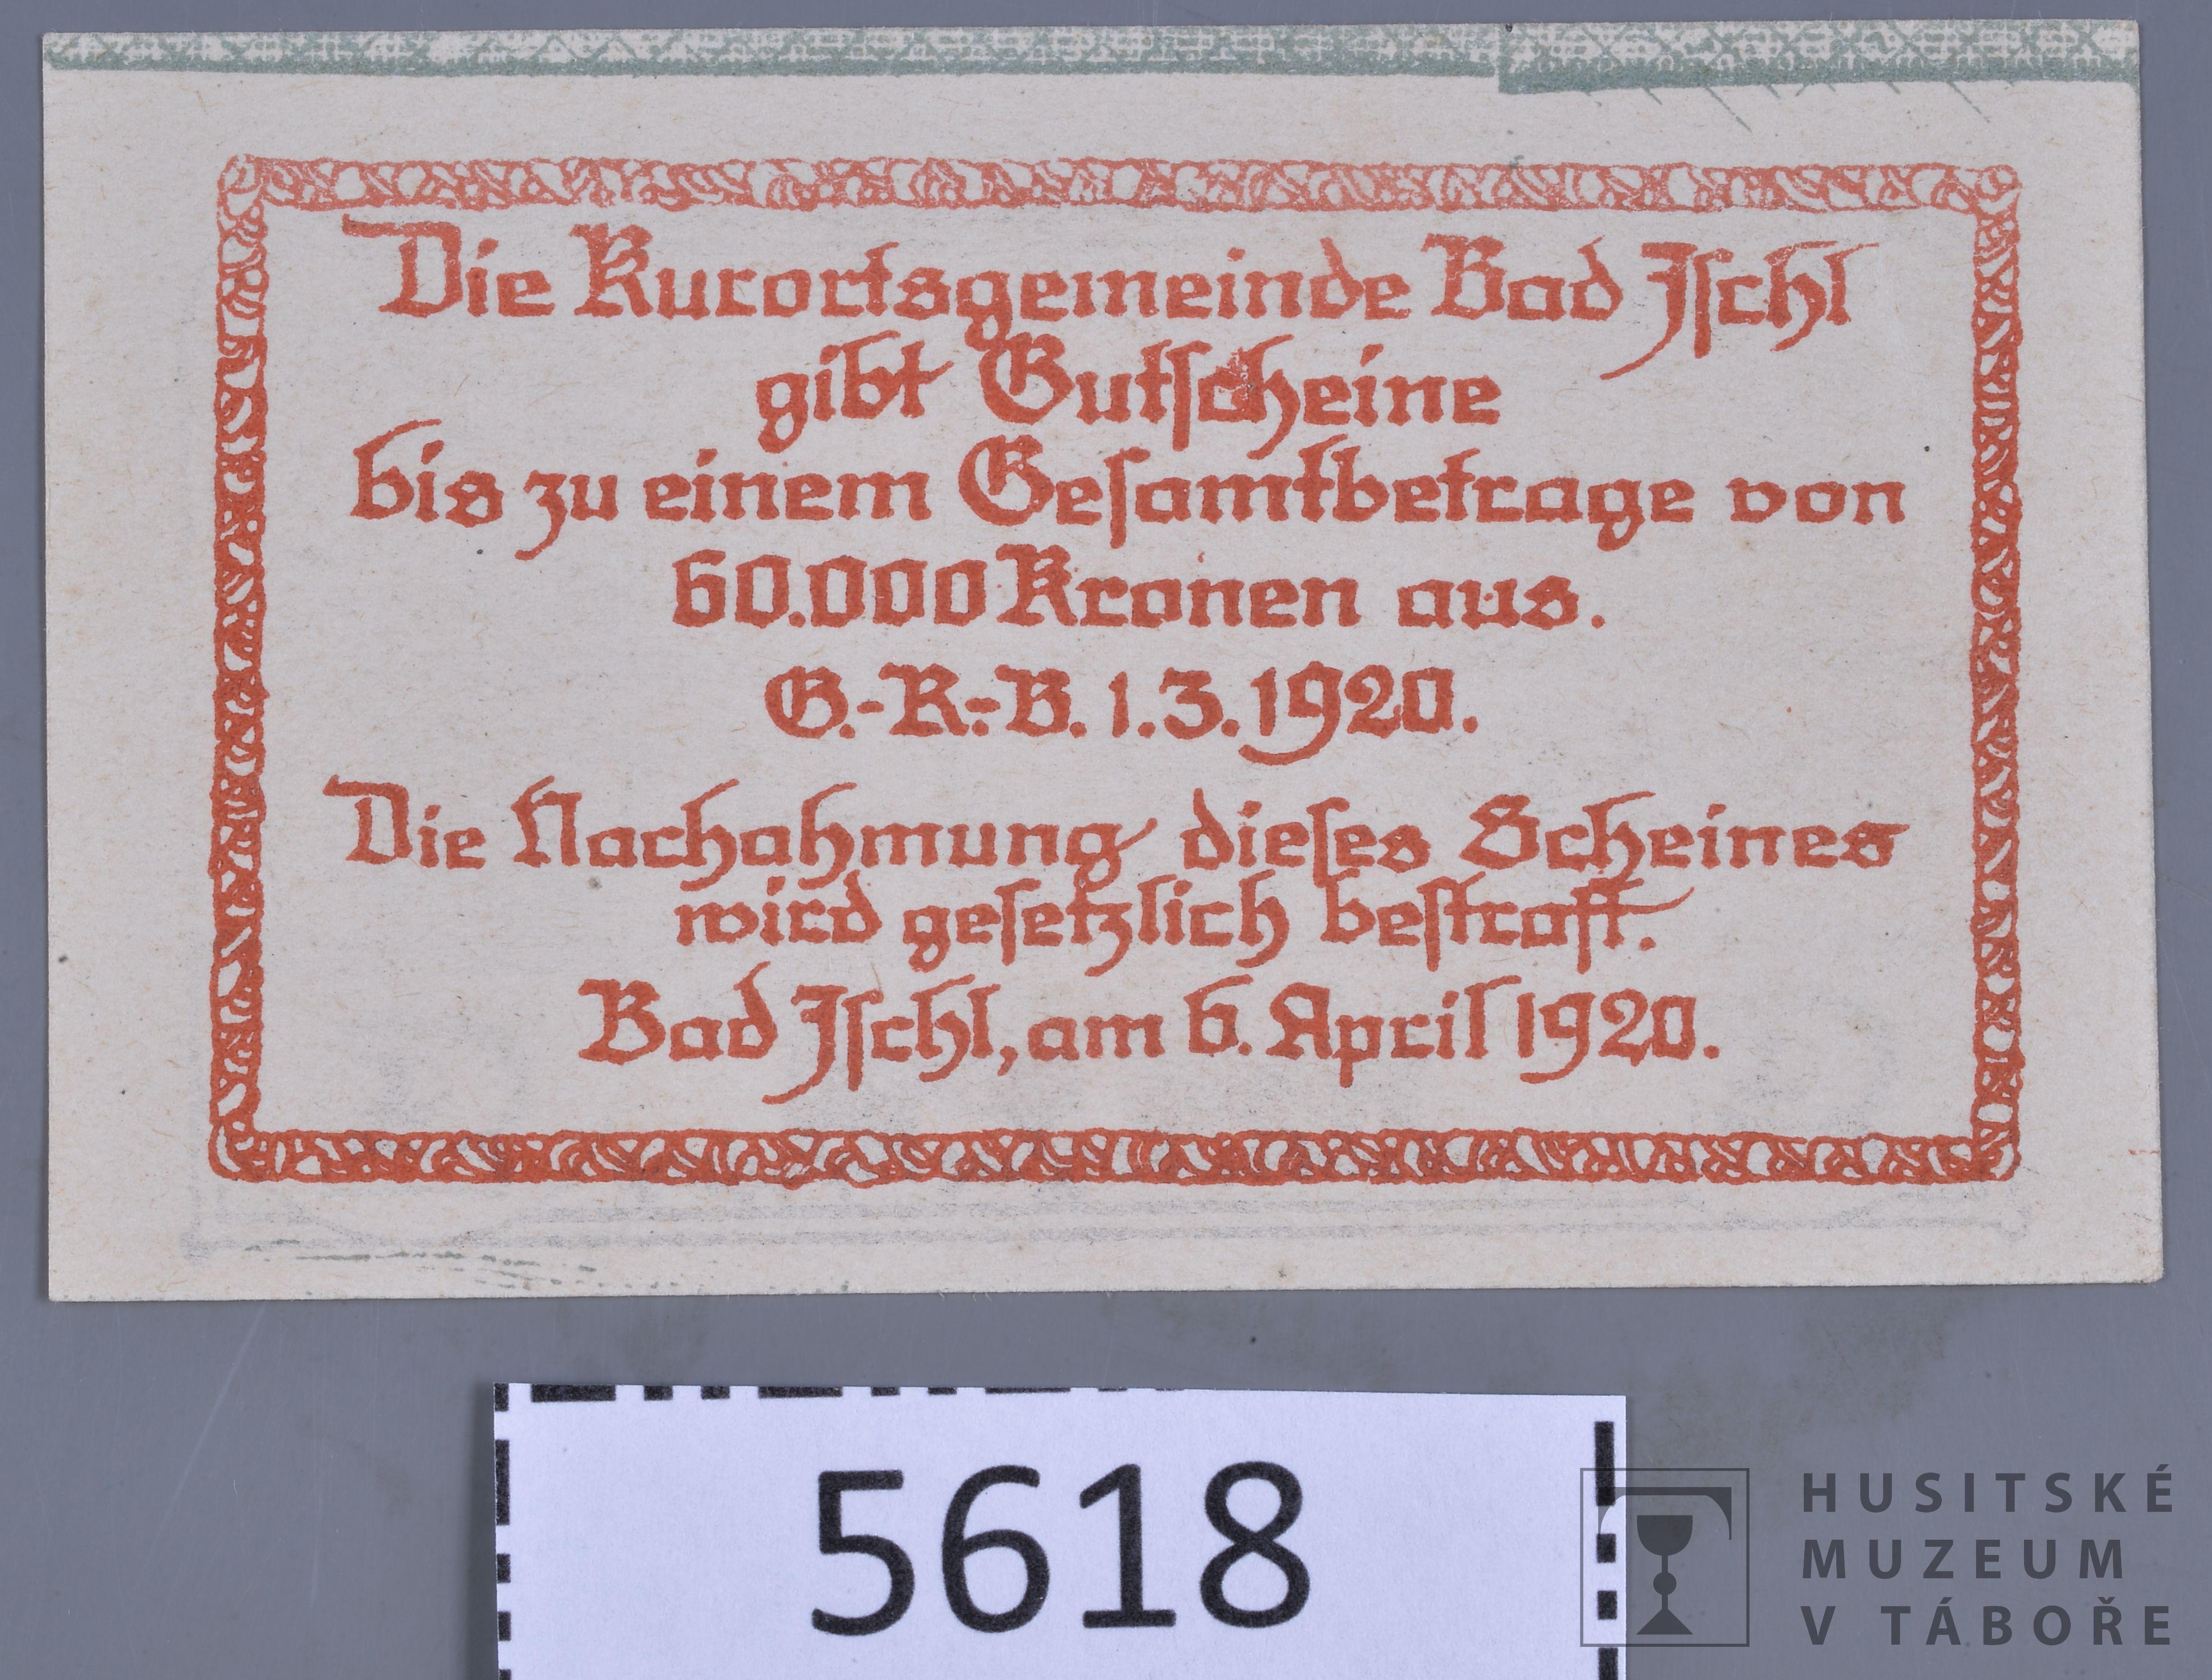 Die Kurortsgemeinde Bad Ischl
gibt Gutscheine
bis zu einem Gesamtbetrage von
60.000 Kronen aus.
G.-R.-B. 1.3.1920.
Die Nachahmung dieses Scheines
wird gesetzlich bestraft.
Bad Ischl, am 6. April 1920.
5618
HUSITSKÉ
MUZEUM
V TÁBOŘE